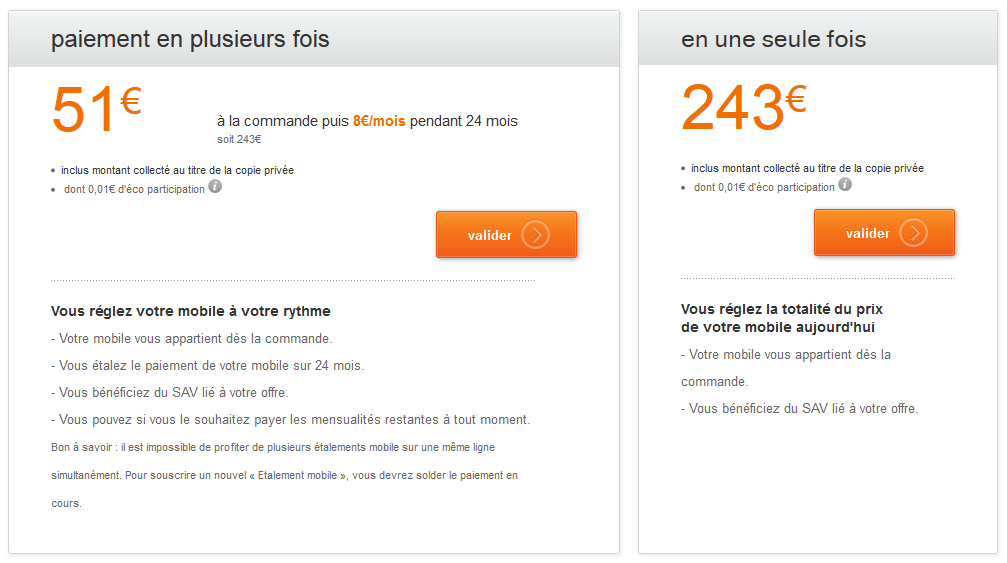 paiement en plusieurs fois
51€
à la commande puis 8€/mois pendant 24 mois
soit 243€
• inclus montant collecté au titre de la copie privée
• dont 0,01€ d'éco participation i
valider
Vous réglez votre mobile à votre rythme
- Votre mobile vous appartient dès la commande.
- Vous étalez le paiement de votre mobile sur 24 mois.
- Vous bénéficiez du SAV lié à votre offre.
- Vous pouvez si vous le souhaitez payer les mensualités restantes à tout moment.
Bon à savoir : il est impossible de profiter de plusieurs étalements mobile sur une même ligne
simultanément. Pour souscrire un nouvel « Etalement mobile », vous devrez solder le paiement en
cours.
en une seule fois
243€
• inclus montant collecté au titre de la copie privée
• dont 0,01€ d'éco participation i
valider
Vous réglez la totalité du prix
de votre mobile aujourd'hui
- Votre mobile vous appartient dès la
commande.
- Vous bénéficiez du SAV lié à votre offre.